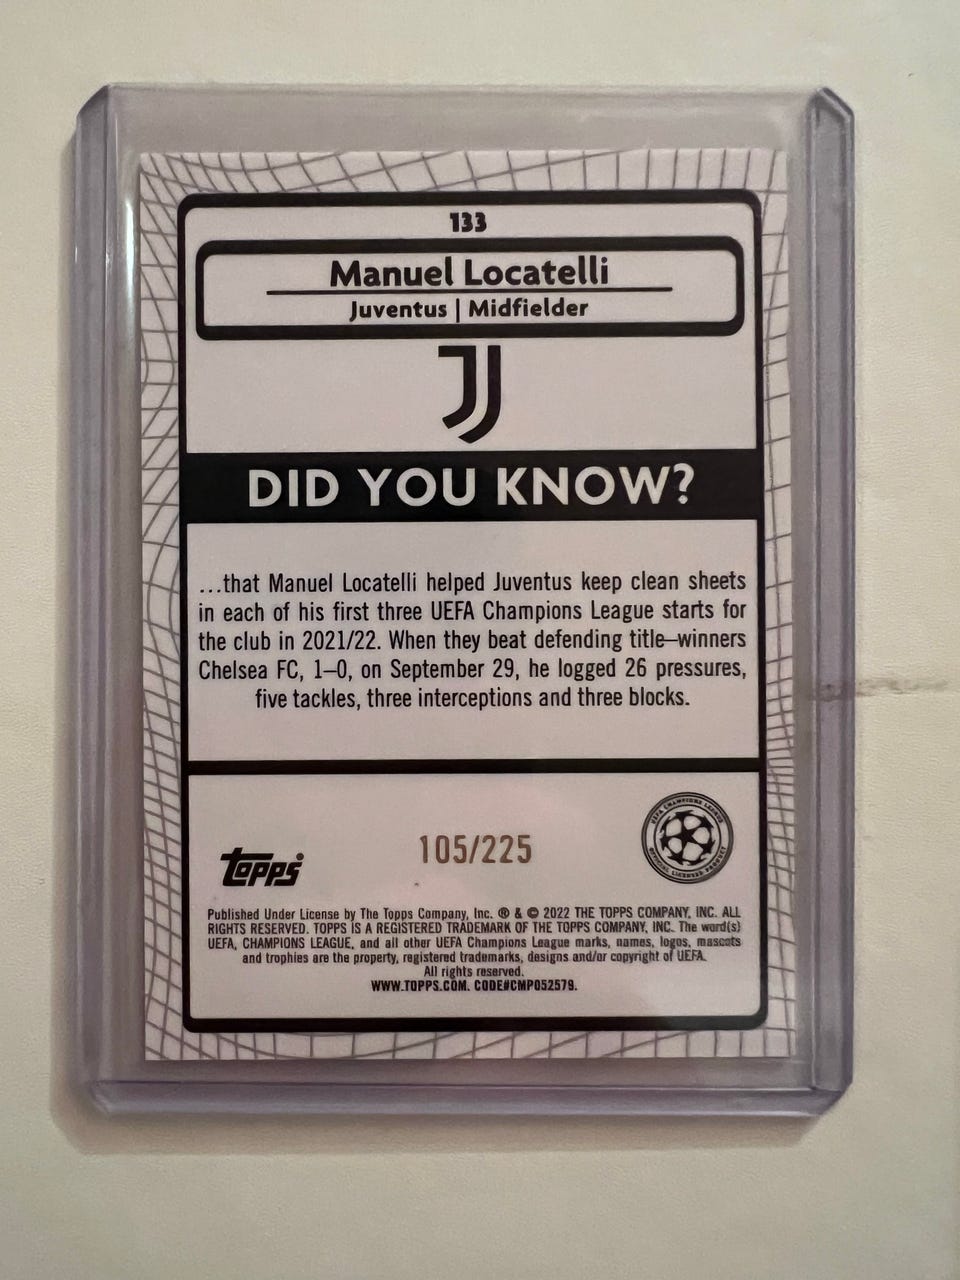 133
Manuel Locatelli
Juventus | Midfielder
DID YOU KNOW?
...that Manuel Locatelli helped Juventus keep clean sheets
in each of his first three UEFA Champions League starts for
the club in 2021/22. When they beat defending title–winners
Chelsea FC, 1–0, on September 29, he logged 26 pressures,
five tackles, three interceptions and three blocks.
105/225
UEFA CHAMPIONS LEAGUE
OFFICIAL LICENSED PRODUCT
Topps
Published Under License by The Topps Company, Inc. ® & © 2022 THE TOPPS COMPANY, INC. ALL
RIGHTS RESERVED. TOPPS IS A REGISTERED TRADEMARK OF THE TOPPS COMPANY, INC. The word(s)
UEFA, CHAMPIONS LEAGUE, and all other UEFA Champions League marks, names, logos, mascots
and trophies are the property, registered trademarks, designs and/or copyright of UEFA.
All rights reserved.
WWW.TOPPS.COM. CODE#CMP052579.